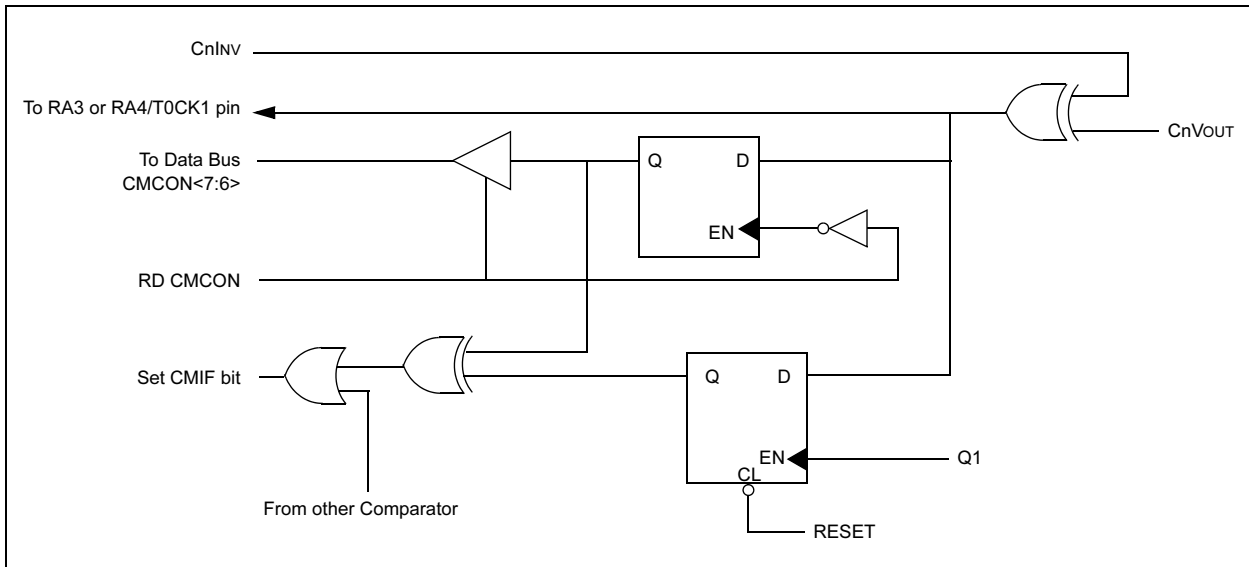 CnINV
To RA3 or RA4/T0CK1 pin
CnVOUT
To Data Bus
CMCON<7:6>
Q D
EN
RD CMCON
Set CMIF bit
Q D
EN
Q1
CL
From other Comparator
RESET